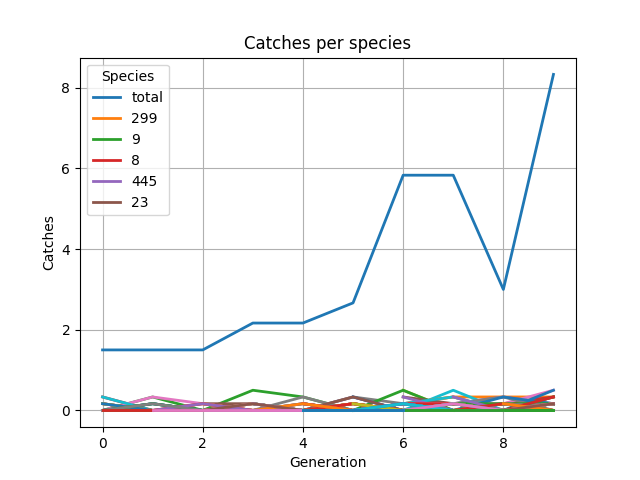 Catches per species
Species
total
299
9
8
445
23
Catches
8
6
4
2
0
0 2 4 6 8
Generation